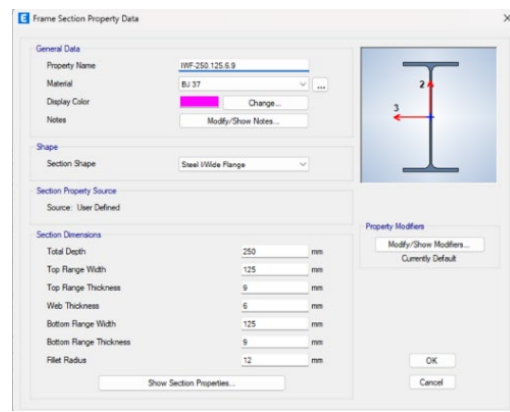 Frame Section Property Data
General Data
Property Name IWF-250.125.6.9
Material BJ 37 ...
Display Color Change...
Notes Modify/Show Notes...
Shape
Section Shape Steel I/Wide Flange
Section Property Source
Source: User Defined
Section Dimensions
Total Depth 250 mm
Top Flange Width 125 mm
Top Flange Thickness 9 mm
Web Thickness 6 mm
Bottom Flange Width 125 mm
Bottom Flange Thickness 9 mm
Fillet Radius 12 mm
Show Section Properties...
2
3
Property Modifiers
Modify/Show Modifiers...
Currently Default
OK
Cancel